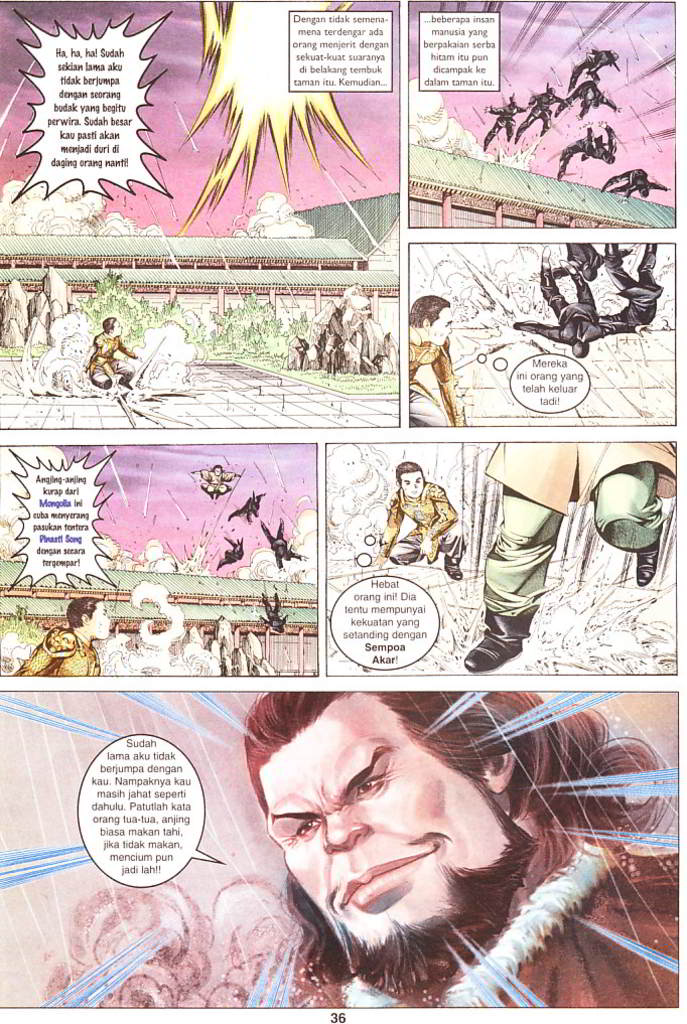 Ha, ha, ha! Sudah
sekian lama aku
tidak berjumpa
dengan seorang
budak yang begitu
perwira. Sudah besar
kau pasti akan
menjadi duri di
daging orang nanti!
Dengan tidak semena-
mena terdengar ada
orang menjerit dengan
sekuat-kuat suaranya
di belakang tembuk
taman itu. Kemudian...
...beberapa insan
manusia yang
berpakaian serba
hitam itu pun
dicampak ke
dalam taman itu.
Mereka
ini orang yang
telah keluar
tadi!
Angjing-anjing
kurap dari
Mongolia ini
cuba menyerang
pasukan tentera
Dinasti Song
dengan secara
tergempar!
Hebat
orang ini! Dia
tentu mempunyai
kekuatan yang
setanding dengan
Sempoa
Akar!
Sudah
lama aku tidak
berjumpa dengan
kau. Nampaknya kau
masih jahat seperti
dahulu. Patutlah kata
orang tua-tua, anjing
biasa makan tahi,
jika tidak makan,
mencium pun
jadi lah!!
36